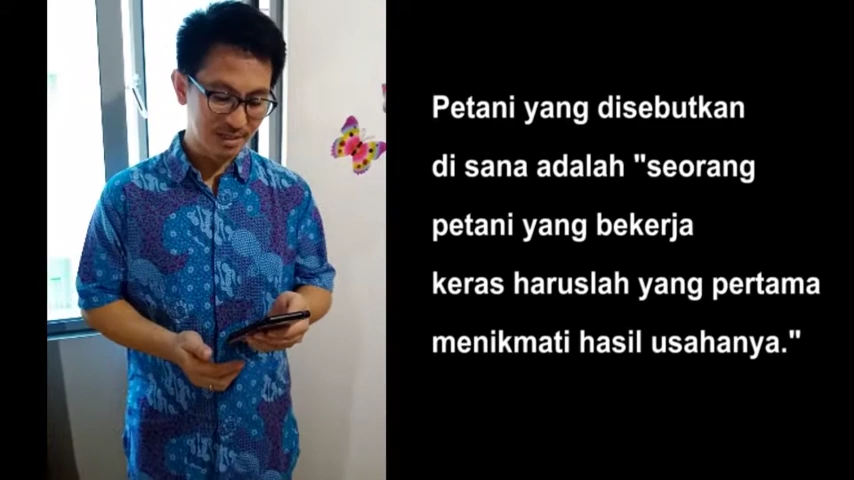 Petani yang disebutkan
di sana adalah "seorang
petani yang bekerja
keras haruslah yang pertama
menikmati hasil usahanya."